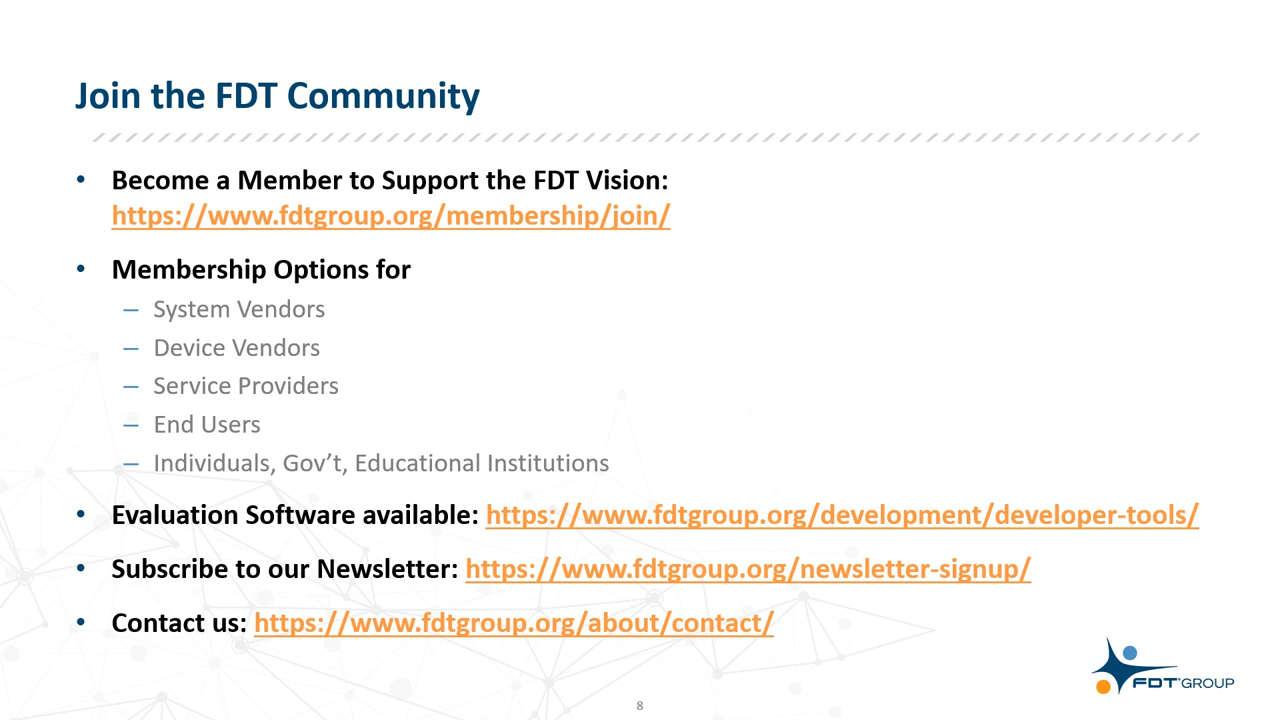 Join the FDT Community
• Become a Member to Support the FDT Vision:
https://www.fdtgroup.org/membership/join/
• Membership Options for
– System Vendors
– Device Vendors
– Service Providers
– End Users
– Individuals, Gov’t, Educational Institutions
• Evaluation Software available: https://www.fdtgroup.org/development/developer-tools/
• Subscribe to our Newsletter: https://www.fdtgroup.org/newsletter-signup/
• Contact us: https://www.fdtgroup.org/about/contact/
FDT GROUP
8